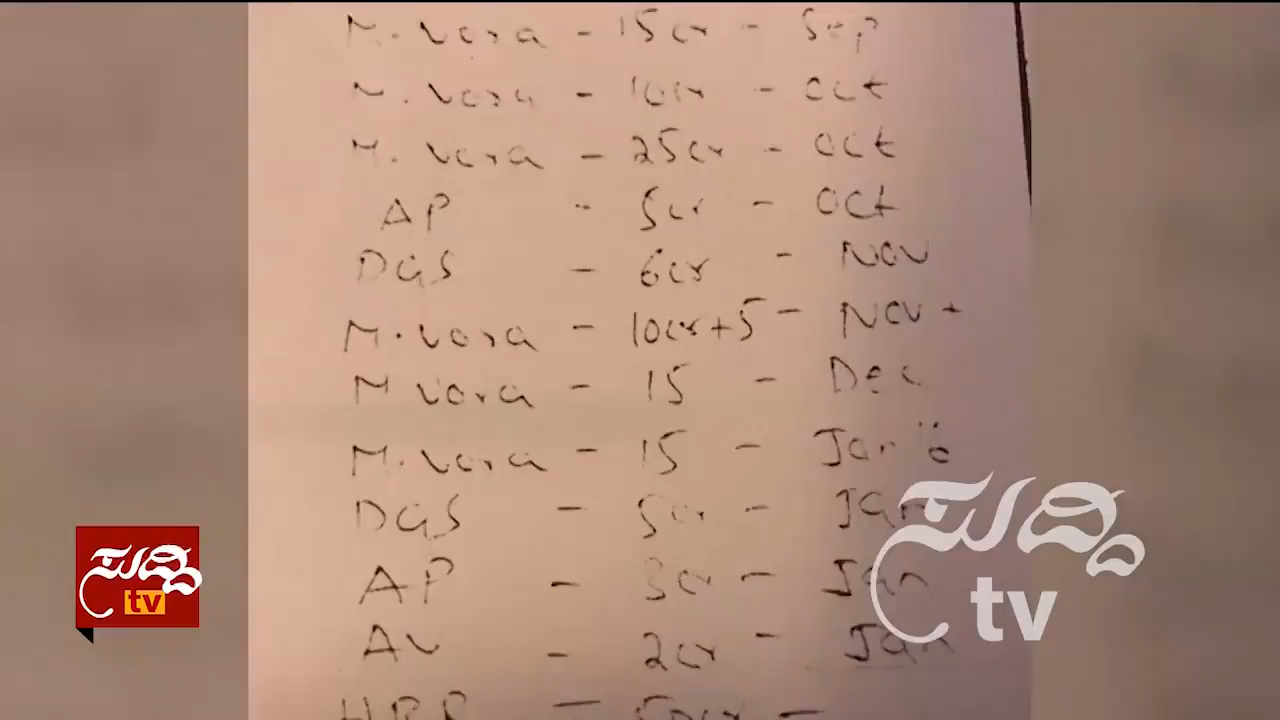 M. Vora - 15cr - Sep
M. Vora - 10cr - Oct
M. Vora - 25cr - Oct
AP - 5cr - Oct
DGS - 6cr - Nov
M. Vora - 10cr+5 - Nov +
M Vora - 15 - Dec
M. Vora - 15 - Jan
DGS - 5cr - Jan
AP - 3cr - Jan
AV - 2cr - Jan
ಸುದ್ದಿ
tv
ಸುದ್ದಿ
tv